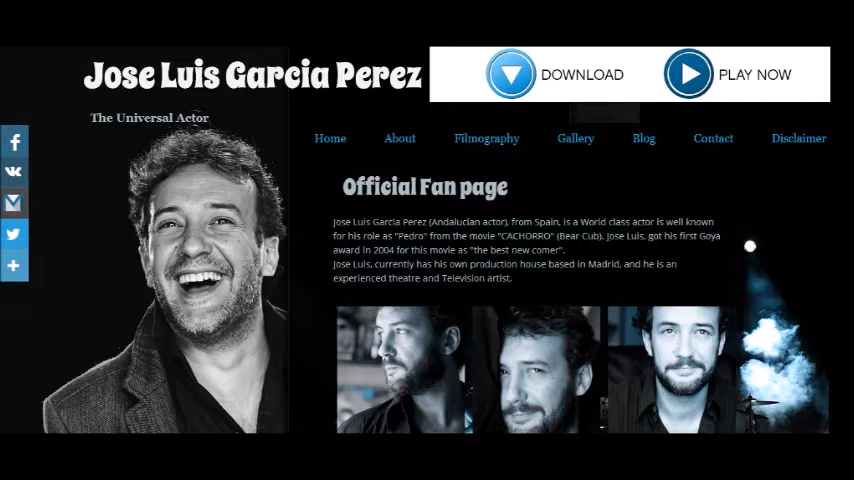 Jose Luis Garcia Perez
DOWNLOAD
PLAY NOW
The Universal Actor
Home
About
Filmography
Gallery
Blog
Contact
Disclaimer
Official Fan page
Jose Luis Garcia Perez (Andalucian actor), from Spain, is a World class actor is well known
for his role as "Pedro" from the movie "CACHORRO" (Bear Cub). Jose Luis, got his first Goya
award in 2004 for this movie as "the best new comer".
Jose Luis, currently has his own production house based in Madrid, and he is an
experienced theatre and Television artist.